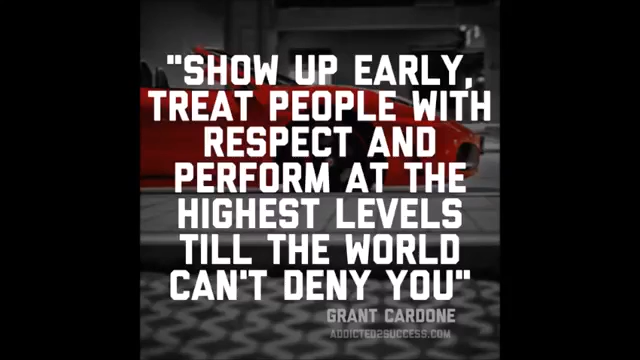 "SHOW UP EARLY,
TREAT PEOPLE WITH
RESPECT AND
PERFORM AT THE
HIGHEST LEVELS
TILL THE WORLD
CAN'T DENY YOU"
GRANT CARDONE
ADDICTED2SUCCESS.COM